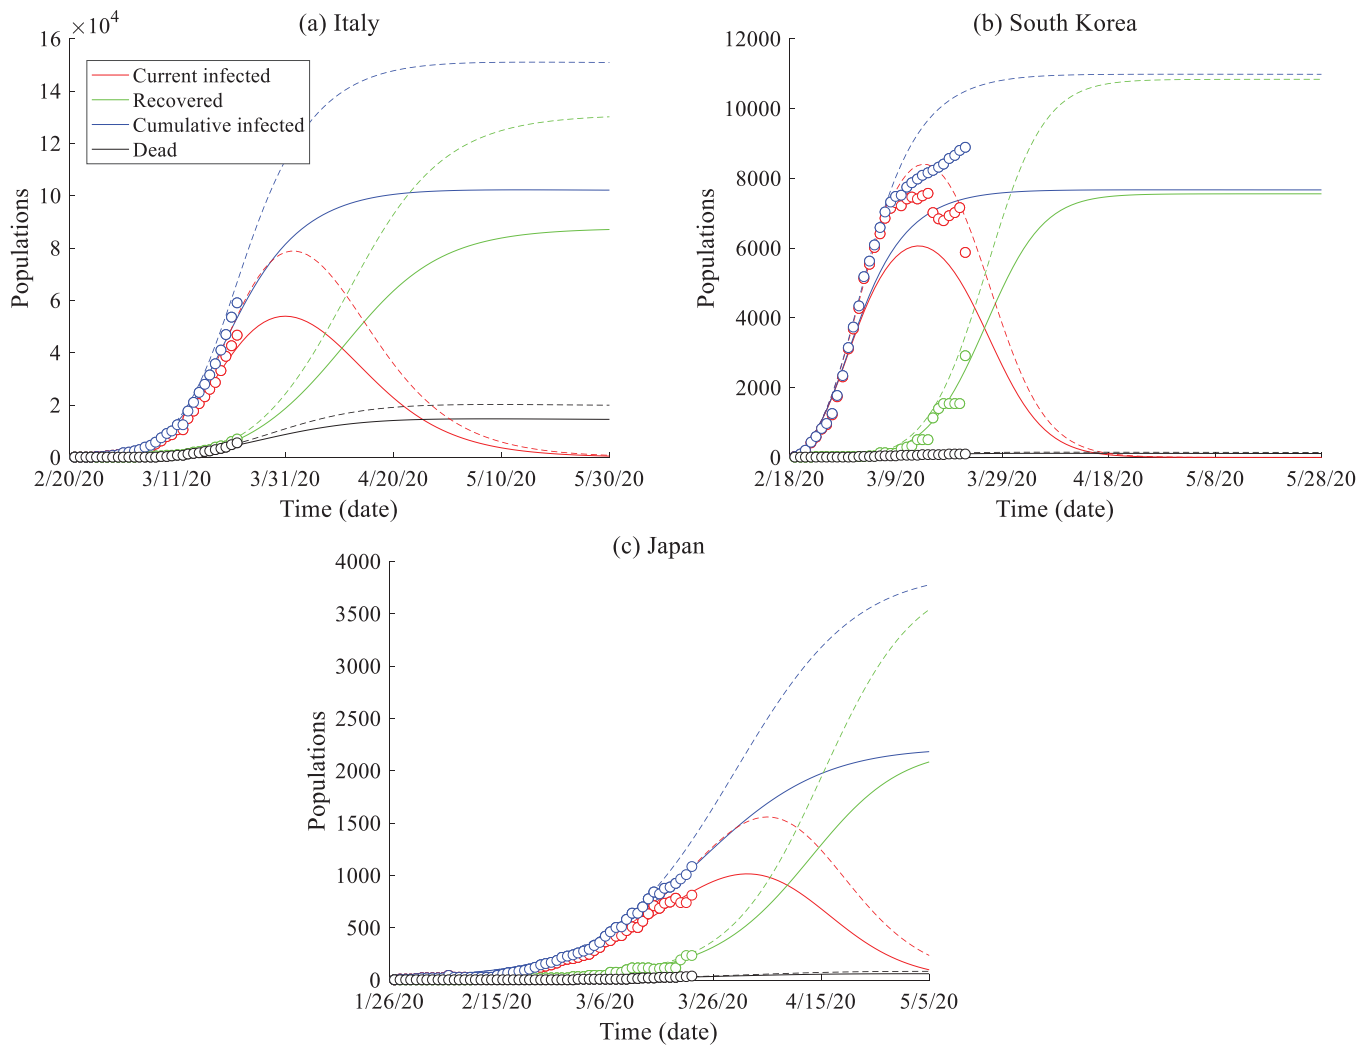 (a) Italy
×10⁴
16
14
12
10
8
6
4
2
0
Populations
Current infected
Recovered
Cumulative infected
Dead
2/20/20 3/11/20 3/31/20 4/20/20 5/10/20 5/30/20
Time (date)
(b) South Korea
12000
10000
8000
6000
4000
2000
0
Populations
2/18/20 3/9/20 3/29/20 4/18/20 5/8/20 5/28/20
Time (date)
(c) Japan
4000
3500
3000
2500
2000
1500
1000
500
0
Populations
1/26/20 2/15/20 3/6/20 3/26/20 4/15/20 5/5/20
Time (date)